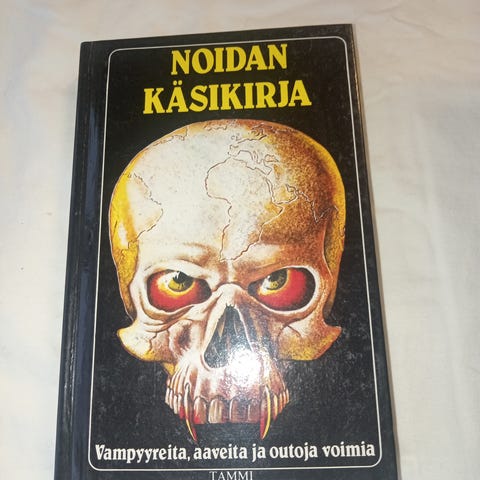 NOIDAN
KÄSIKIRJA
Vampyyreita, aaveita ja outoja voimia
TAMMI